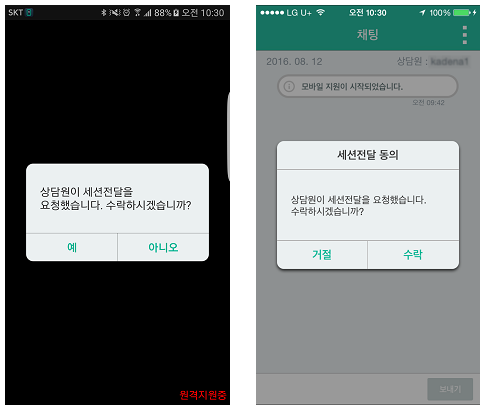 SKT 88% 오전 10:30
상담원이 세션전달을
요청했습니다. 수락하시겠습니까?
예 아니오
원격지원중
LG U+ 오전 10:30 100%
채팅
2016. 08. 12 상담원 : kadena1
모바일 지원이 시작되었습니다.
오전 09:42
세션전달 동의
상담원이 세션전달을 요청했습니다.
수락하시겠습니까?
거절 수락
보내기